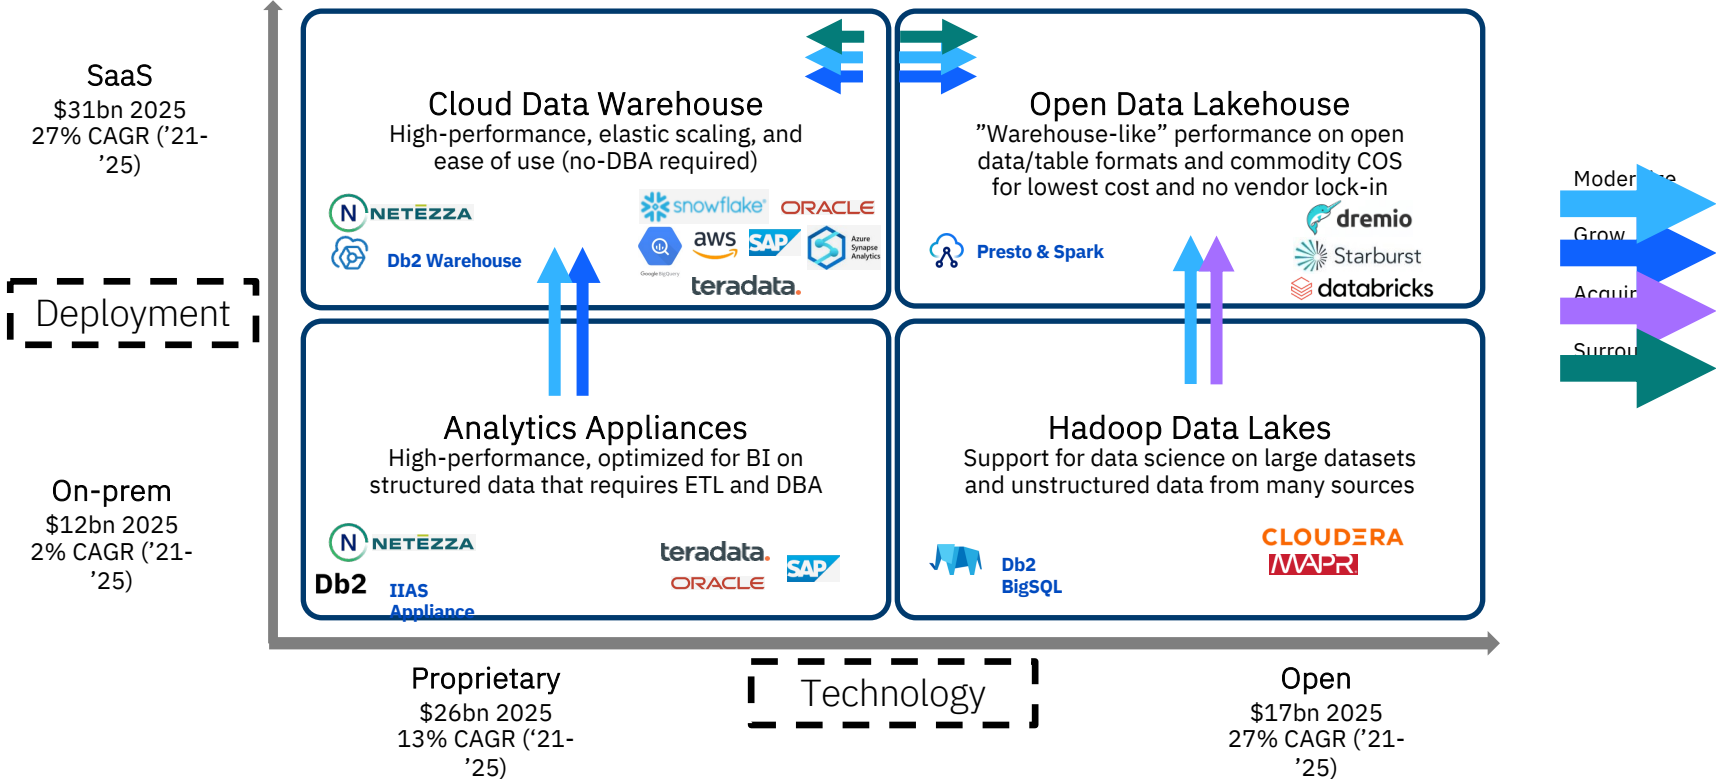 SaaS
$31bn 2025
27% CAGR (’21-
’25)
Deployment
On-prem
$12bn 2025
2% CAGR (’21-
’25)
Cloud Data Warehouse
High-performance, elastic scaling, and
ease of use (no-DBA required)
N NETĒZZA
Db2 Warehouse
snowflake®
ORACLE
Google Big Query
aws
SAP
Azure
Synapse
Analytics
teradata.
Open Data Lakehouse
”Warehouse-like” performance on open
data/table formats and commodity COS
for lowest cost and no vendor lock-in
Presto & Spark
dremio
Starburst
databricks
Analytics Appliances
High-performance, optimized for BI on
structured data that requires ETL and DBA
N NETĒZZA
Db2
IIAS
Appliance
teradata.
ORACLE
SAP
Hadoop Data Lakes
Support for data science on large datasets
and unstructured data from many sources
Db2
BigSQL
CLOUDERA
MAPR
Grow
Proprietary
$26bn 2025
13% CAGR (‘21-
’25)
Technology
Open
$17bn 2025
27% CAGR (’21-
’25)